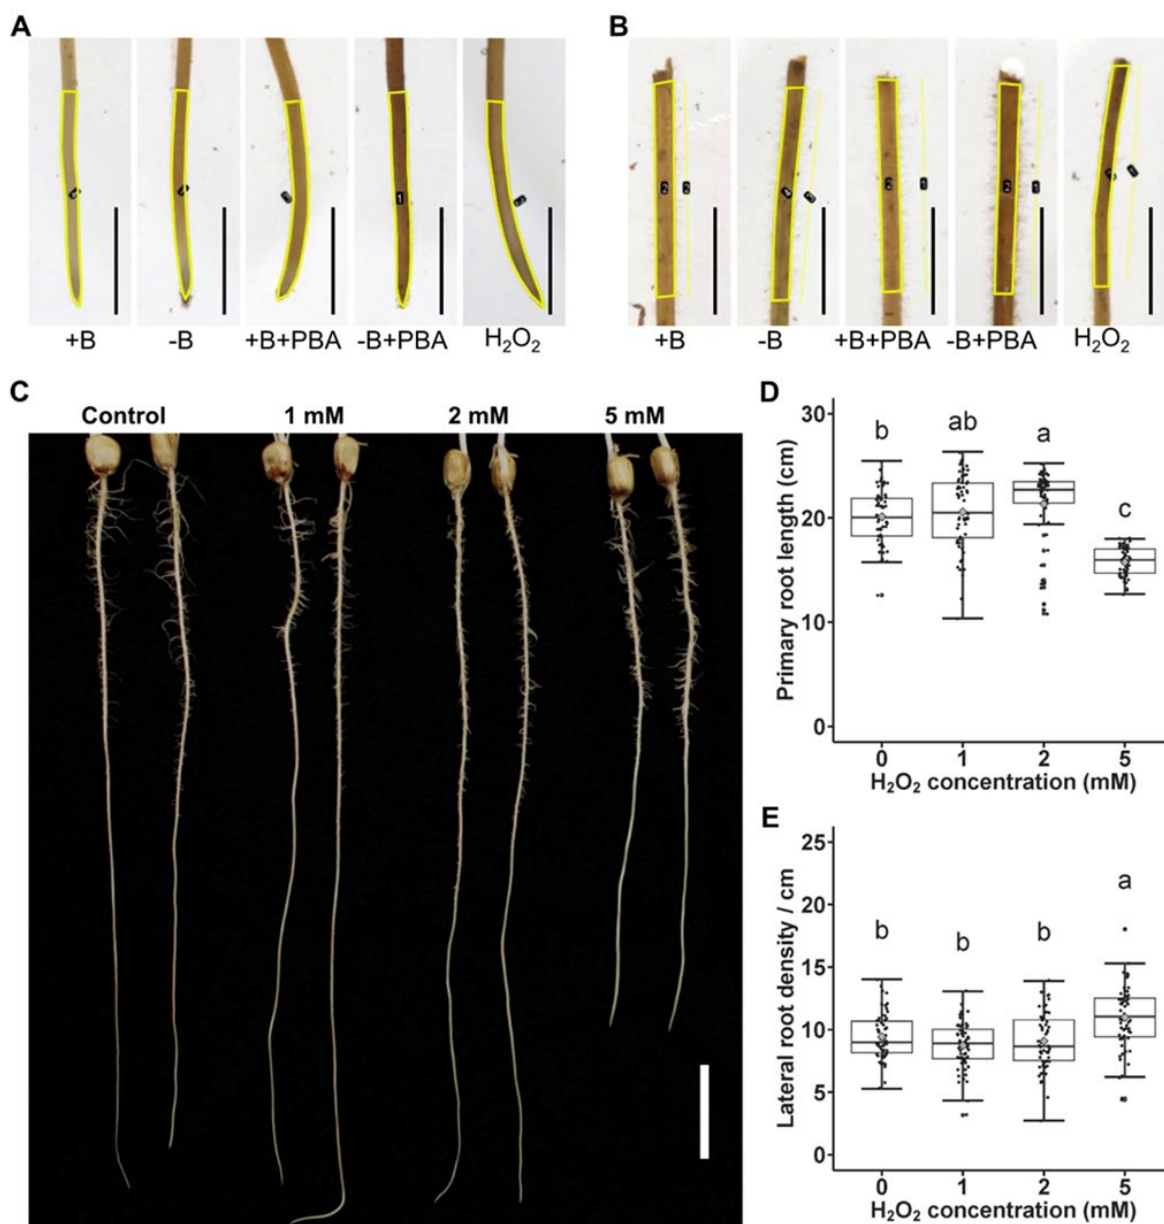 A
B
+B
-B
+B+PBA
-B+PBA
H₂O₂
+B
-B
+B+PBA
-B+PBA
H₂O₂
C
Control
1 mM
2 mM
5 mM
D
Primary root length (cm)
30
20
10
0
b
ab
a
c
0
1
2
5
H₂O₂ concentration (mM)
E
Lateral root density / cm
25
20
15
10
5
0
b
b
b
a
0
1
2
5
H₂O₂ concentration (mM)